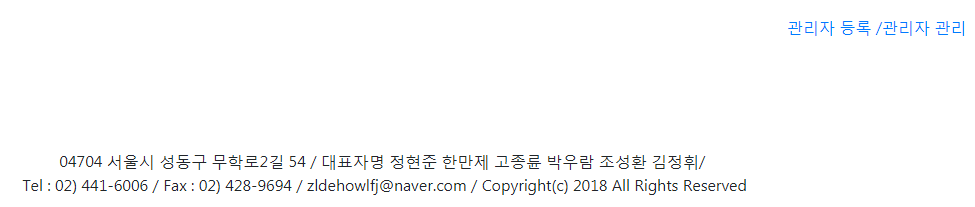 관리자 등록 /관리자 관리
04704 서울시 성동구 무학로2길 54 / 대표자명 정현준 한만제 고종륜 박우람 조성환 김정휘/
Tel : 02) 441-6006 / Fax : 02) 428-9694 / zldehowlfj@naver.com / Copyright(c) 2018 All Rights Reserved